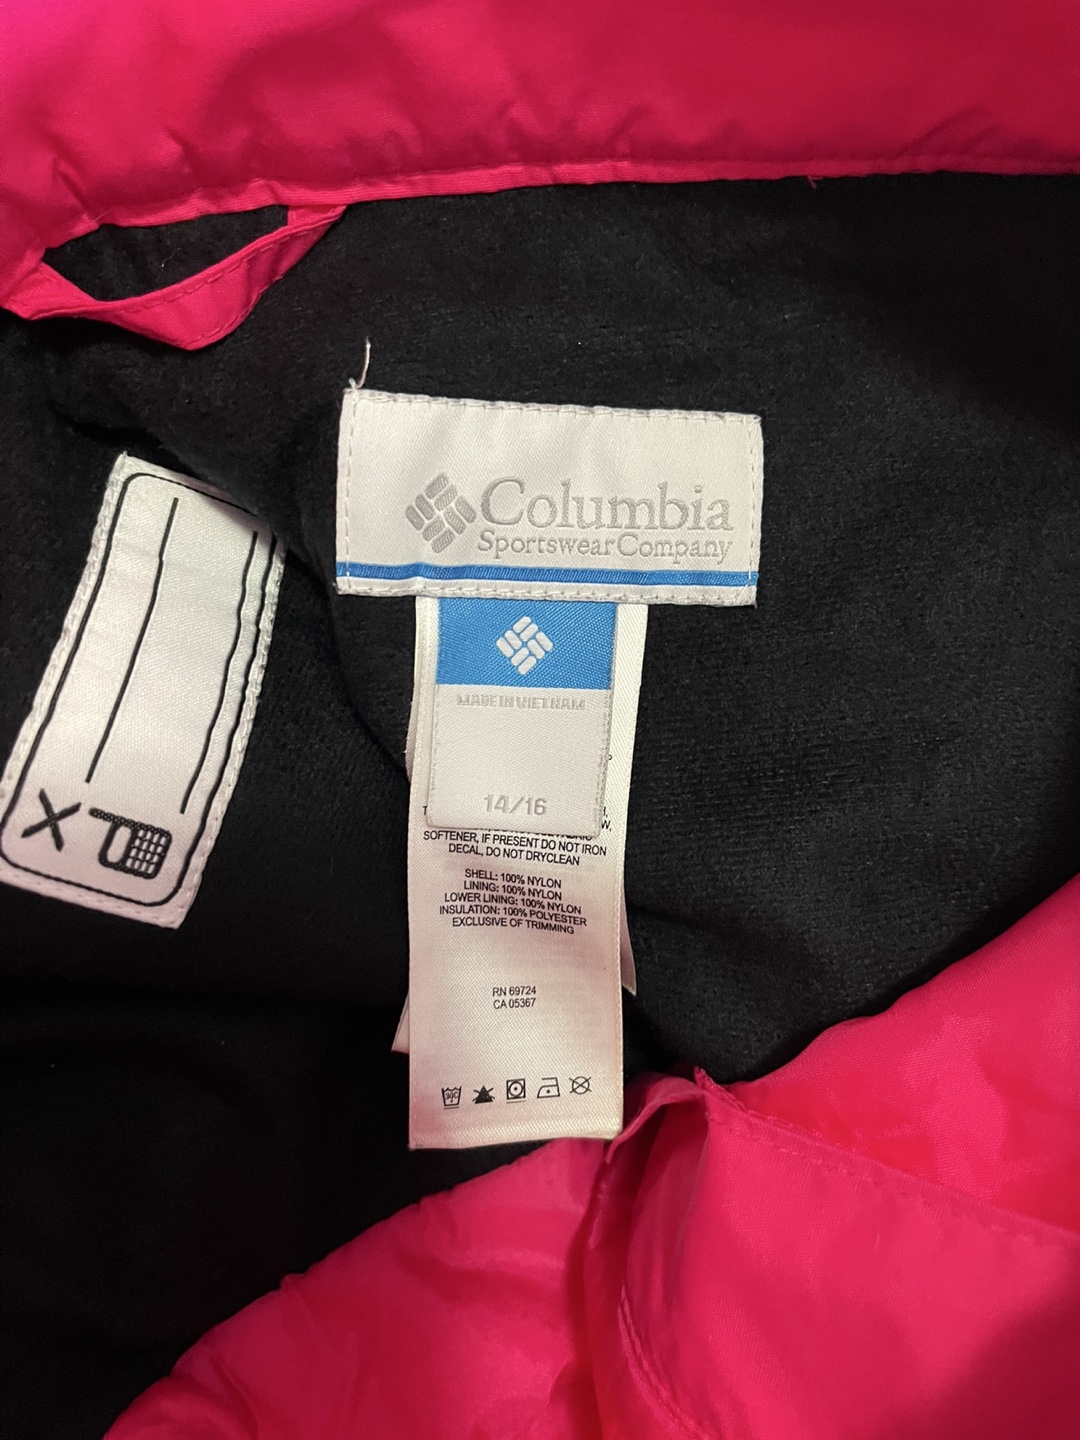 Columbia
Sportswear Company
MADE IN VIETNAM
14/16
SOFTENER, IF PRESENT DO NOT IRON
DECAL, DO NOT DRYCLEAN
SHELL: 100% NYLON
LINING: 100% NYLON
LOWER LINING: 100% NYLON
INSULATION: 100% POLYESTER
EXCLUSIVE OF TRIMMING
RN 69724
CA 05367
30C
X